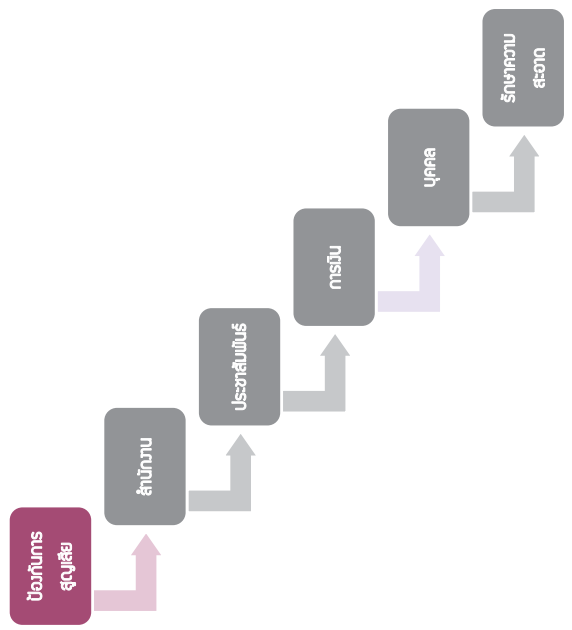 ป้องกันการ
สูญเสีย
สำนักงาน
ประชาสัมพันธ์
การเงิน
บุคคล
รักษาความ
สะอาด